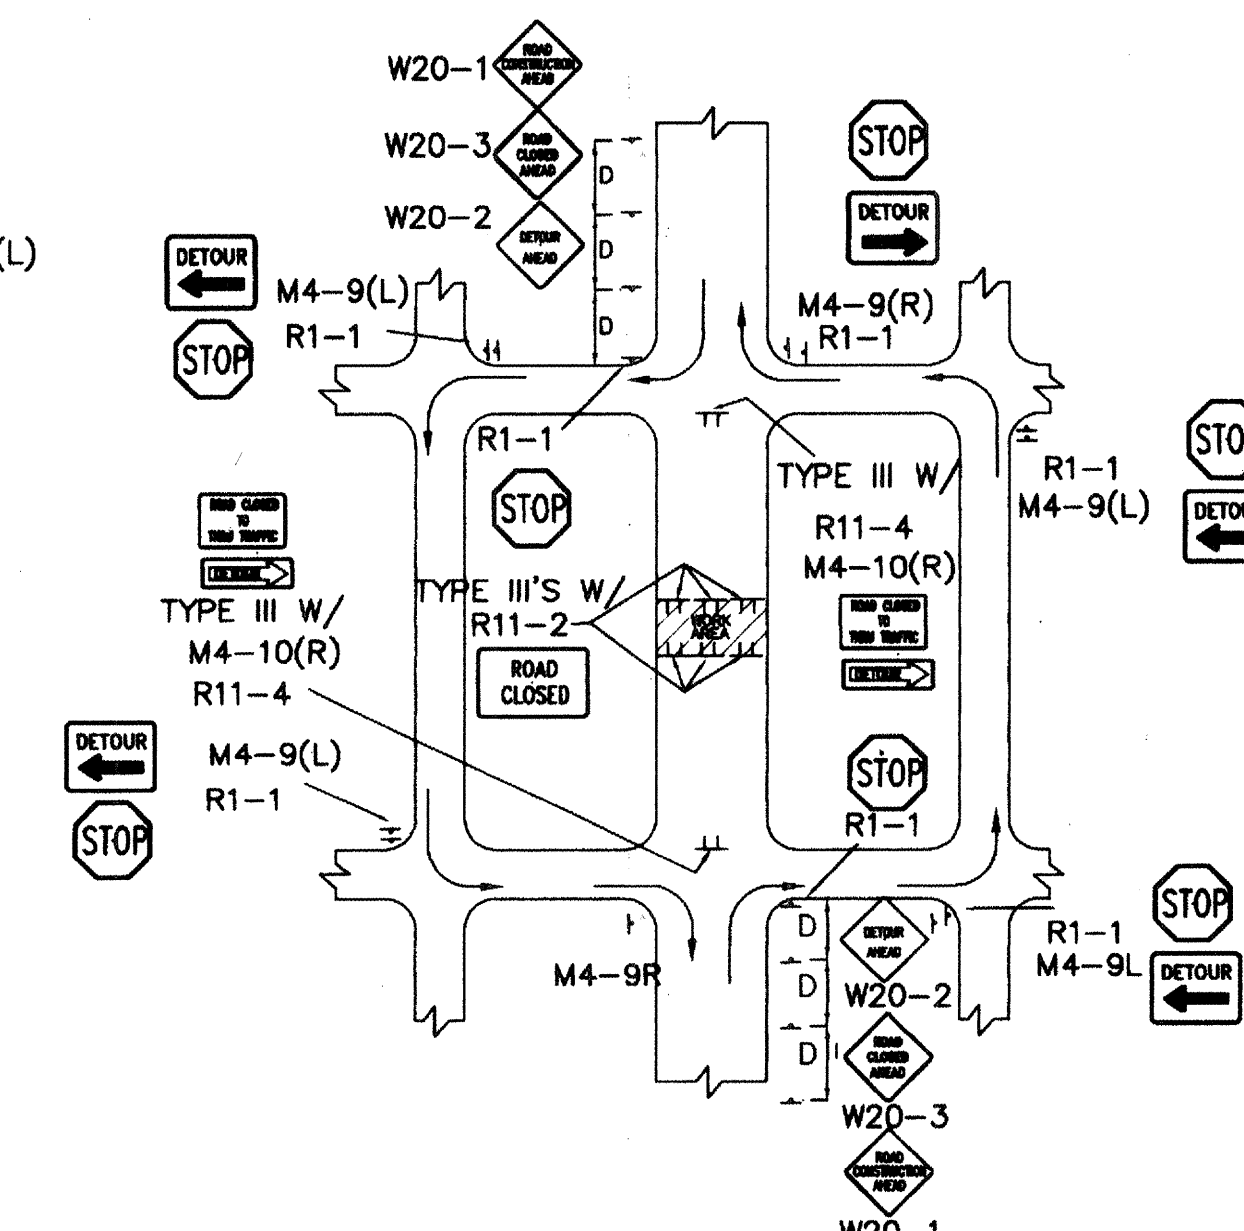 W20-1
ROAD
CONSTRUCTION
AHEAD
W20-3
ROAD
CLOSED
AHEAD
W20-2
DETOUR
AHEAD
D
D
D
STOP
DETOUR
M4-9(R)
R1-1
(L)
DETOUR
M4-9(L)
R1-1
STOP
R1-1
STOP
TYPE III W/
R11-4
M4-10(R)
ROAD CLOSED
TO
THRU TRAFFIC
DETOUR
STO
R1-1
M4-9(L)
DETOU
ROAD CLOSED
TO
THRU TRAFFIC
DETOUR
TYPE III W/
M4-10(R)
R11-4
TYPE III'S W/
R11-2
ROAD
CLOSED
WORK
AREA
DETOUR
M4-9(L)
R1-1
STOP
STOP
R1-1
M4-9R
D
D
D
DETOUR
AHEAD
W20-2
ROAD
CLOSED
AHEAD
W20-3
ROAD
CONSTRUCTION
AHEAD
W20-1
STOP
R1-1
M4-9L
DETOUR